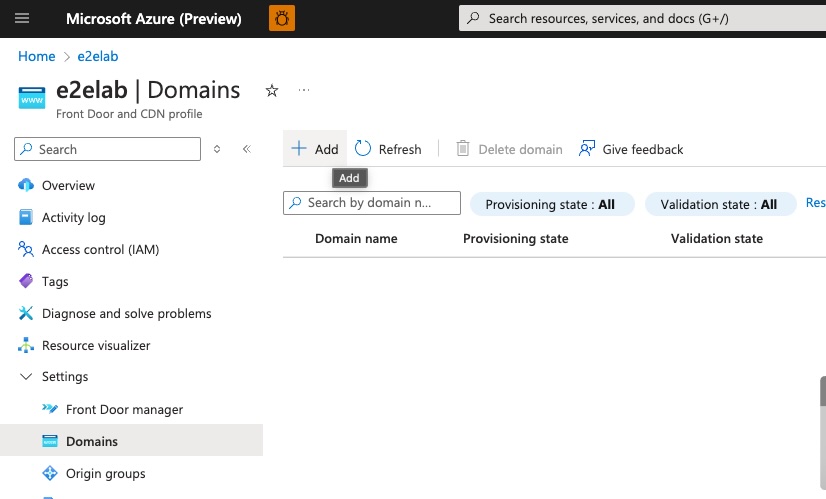 Microsoft Azure (Preview)
Search resources, services, and docs (G+/)
Home > e2elab
e2elab | Domains
Front Door and CDN profile
Search
Add
Refresh
Delete domain
Give feedback
Add
Search by domain n...
Provisioning state : All
Validation state : All
Domain name
Provisioning state
Validation state
Overview
Activity log
Access control (IAM)
Tags
Diagnose and solve problems
Resource visualizer
Settings
Front Door manager
Domains
Origin groups
www